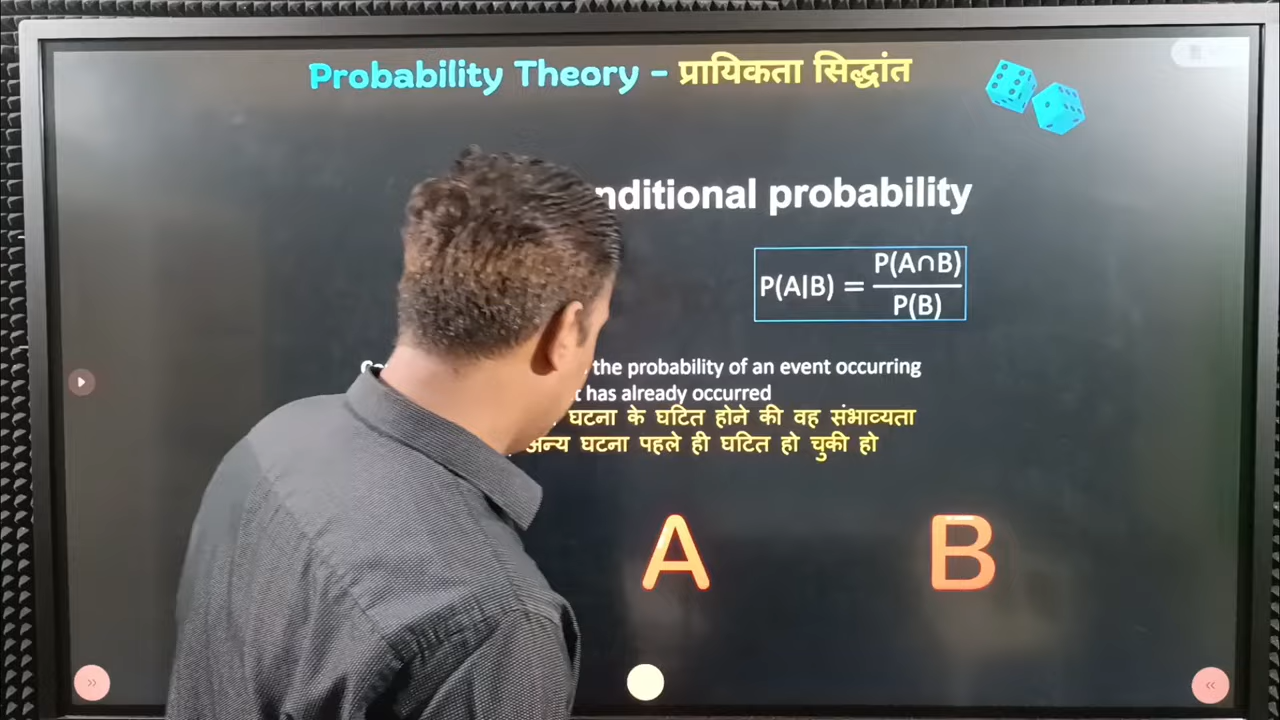 Probability Theory - प्रायिकता सिद्धांत
probability
P(A|B) = P(A∩B)
P(B)
the probability of an event occurring
has already occurred
घटना के घटित होने की वह संभाव्यता
अन्य घटना पहले ही घटित हो चुकी हो
A B